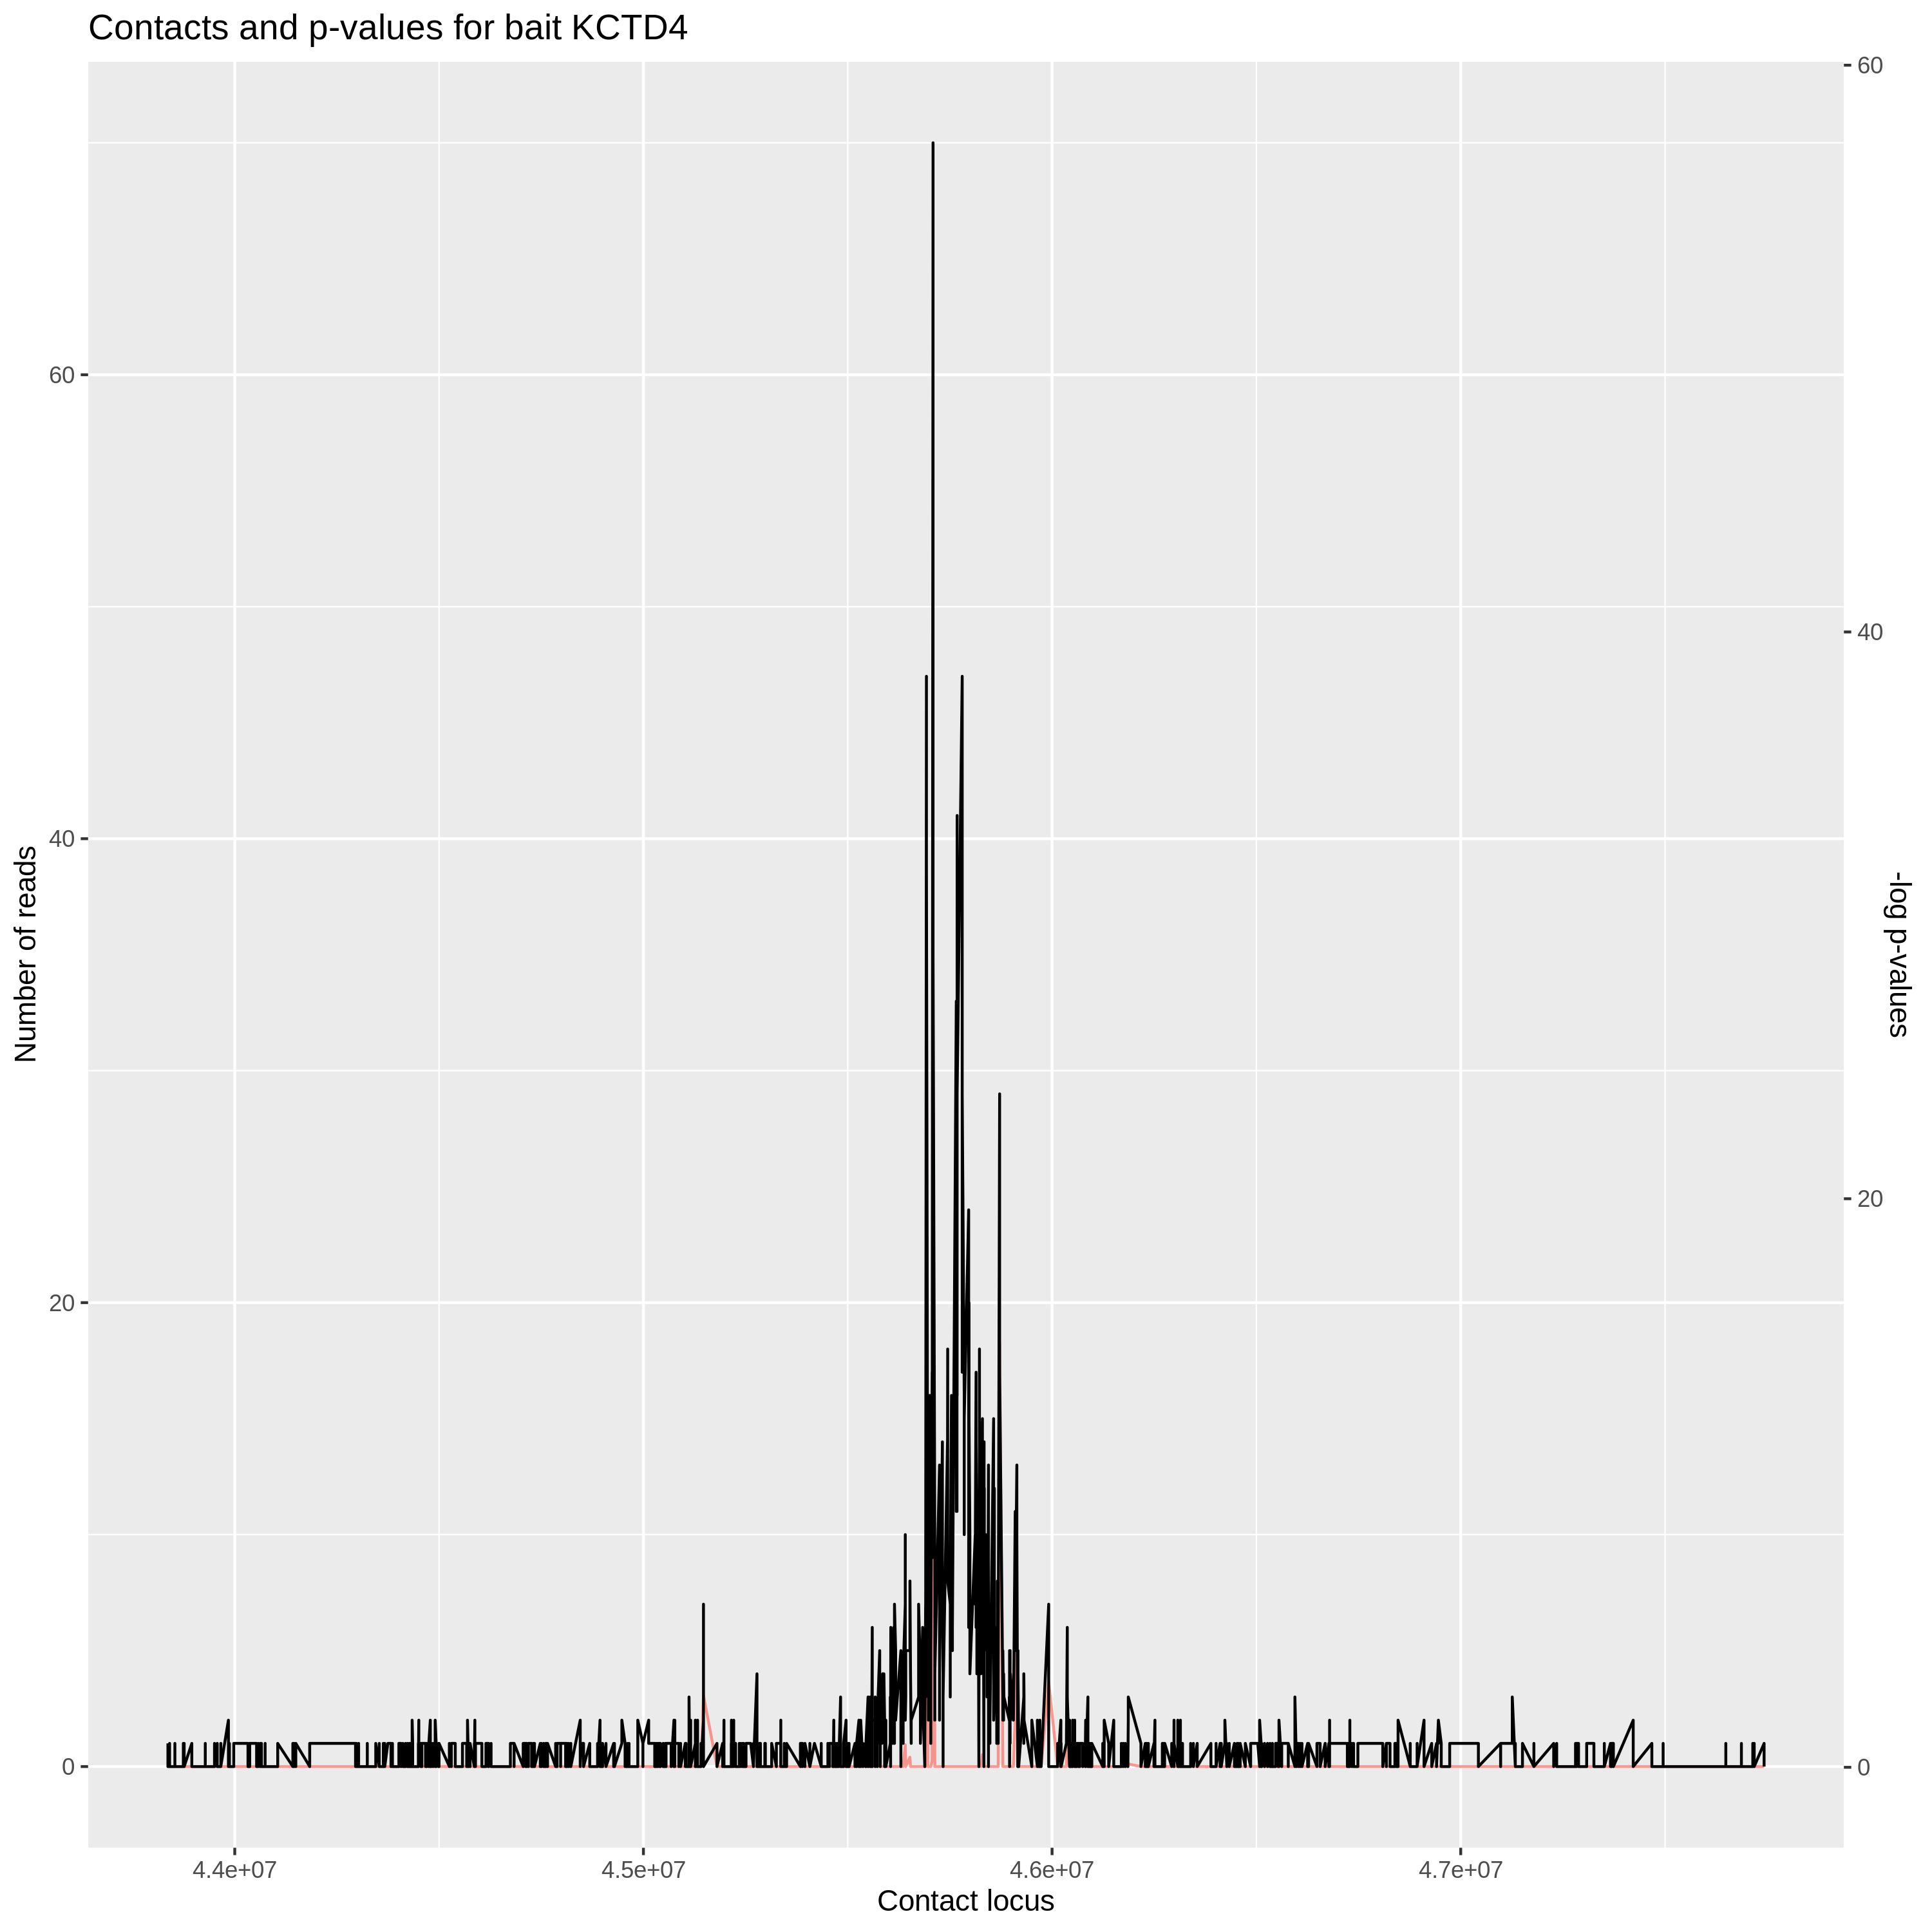 Contacts and p-values for bait KCTD4
60
40
20
0
Number of reads
60
40
20
0
-log p-values
4.4e+07
4.5e+07
4.6e+07
4.7e+07
Contact locus